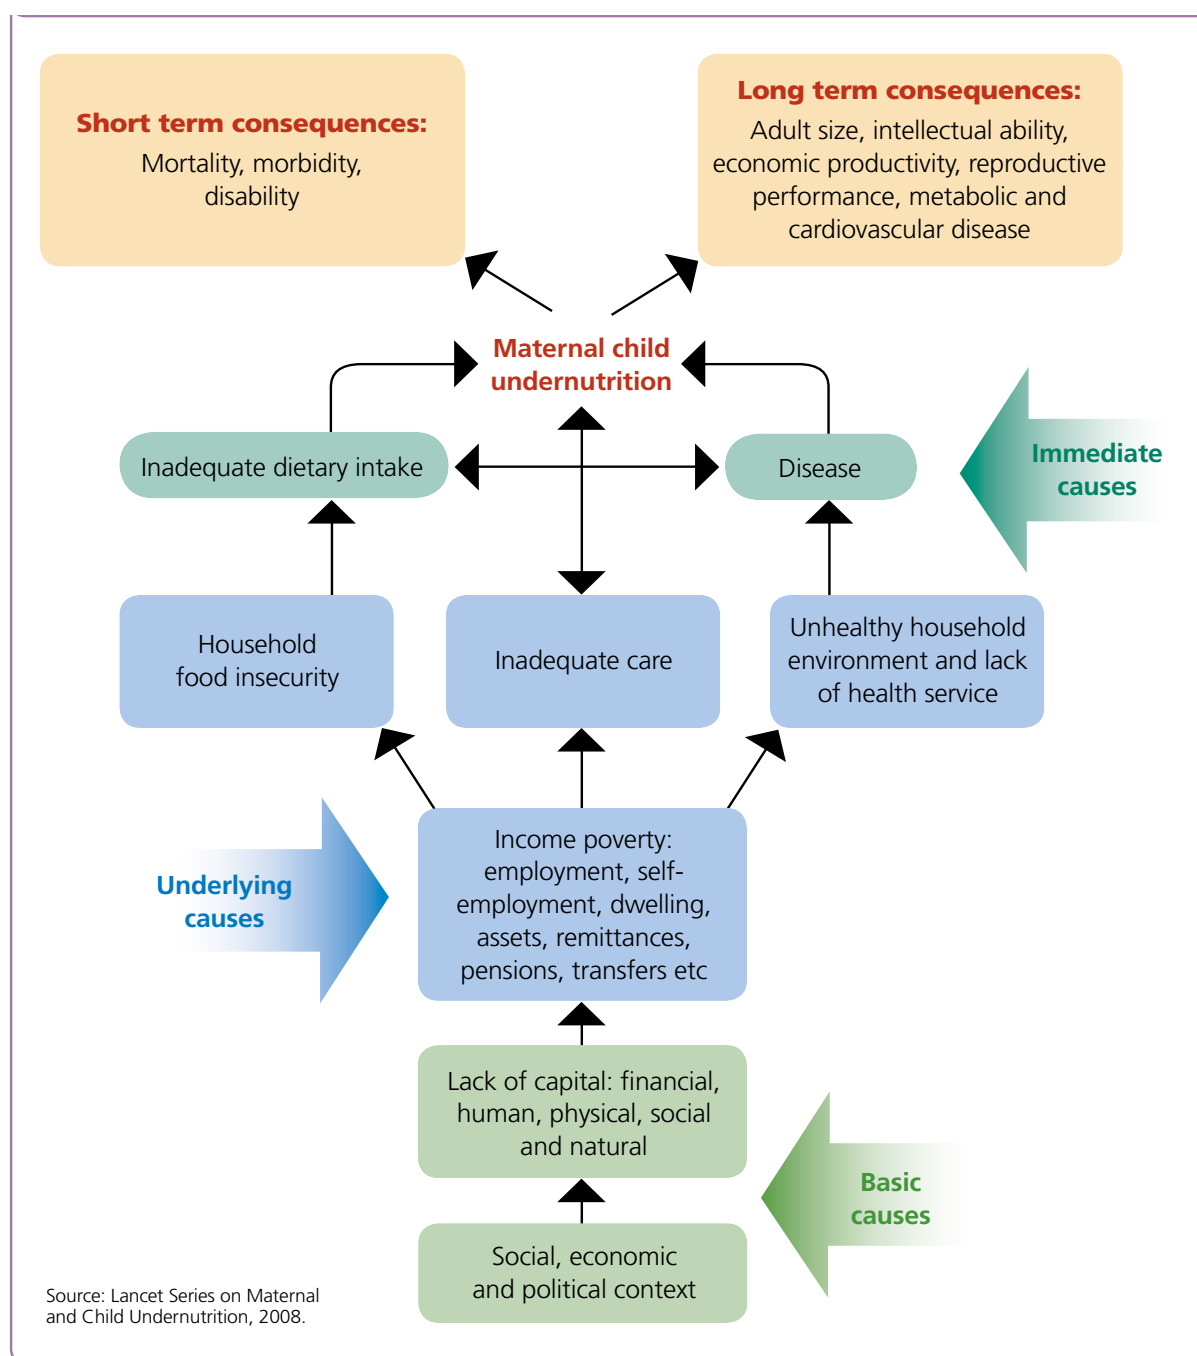 Short term consequences:
Mortality, morbidity,
disability
Long term consequences:
Adult size, intellectual ability,
economic productivity, reproductive
performance, metabolic and
cardiovascular disease
Maternal child
undernutrition
Inadequate dietary intake
Disease
Immediate
causes
Household
food insecurity
Inadequate care
Unhealthy household
environment and lack
of health service
Underlying
causes
Income poverty:
employment, self-
employment, dwelling,
assets, remittances,
pensions, transfers etc
Lack of capital: financial,
human, physical, social
and natural
Basic
causes
Social, economic
and political context
Source: Lancet Series on Maternal
and Child Undernutrition, 2008.